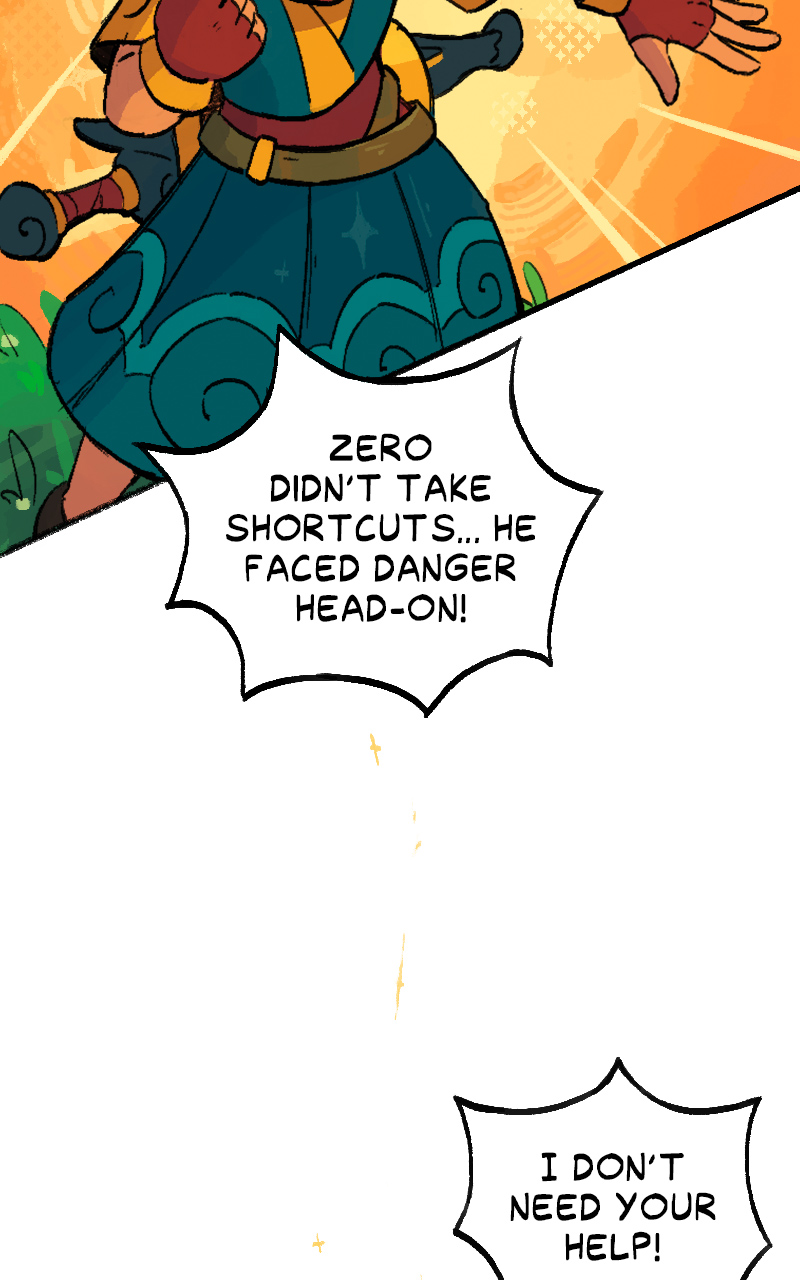 ZERO
DIDN'T TAKE
SHORTCUTS... HE
FACED DANGER
HEAD-ON!
I DON'T
NEED YOUR
HELP!